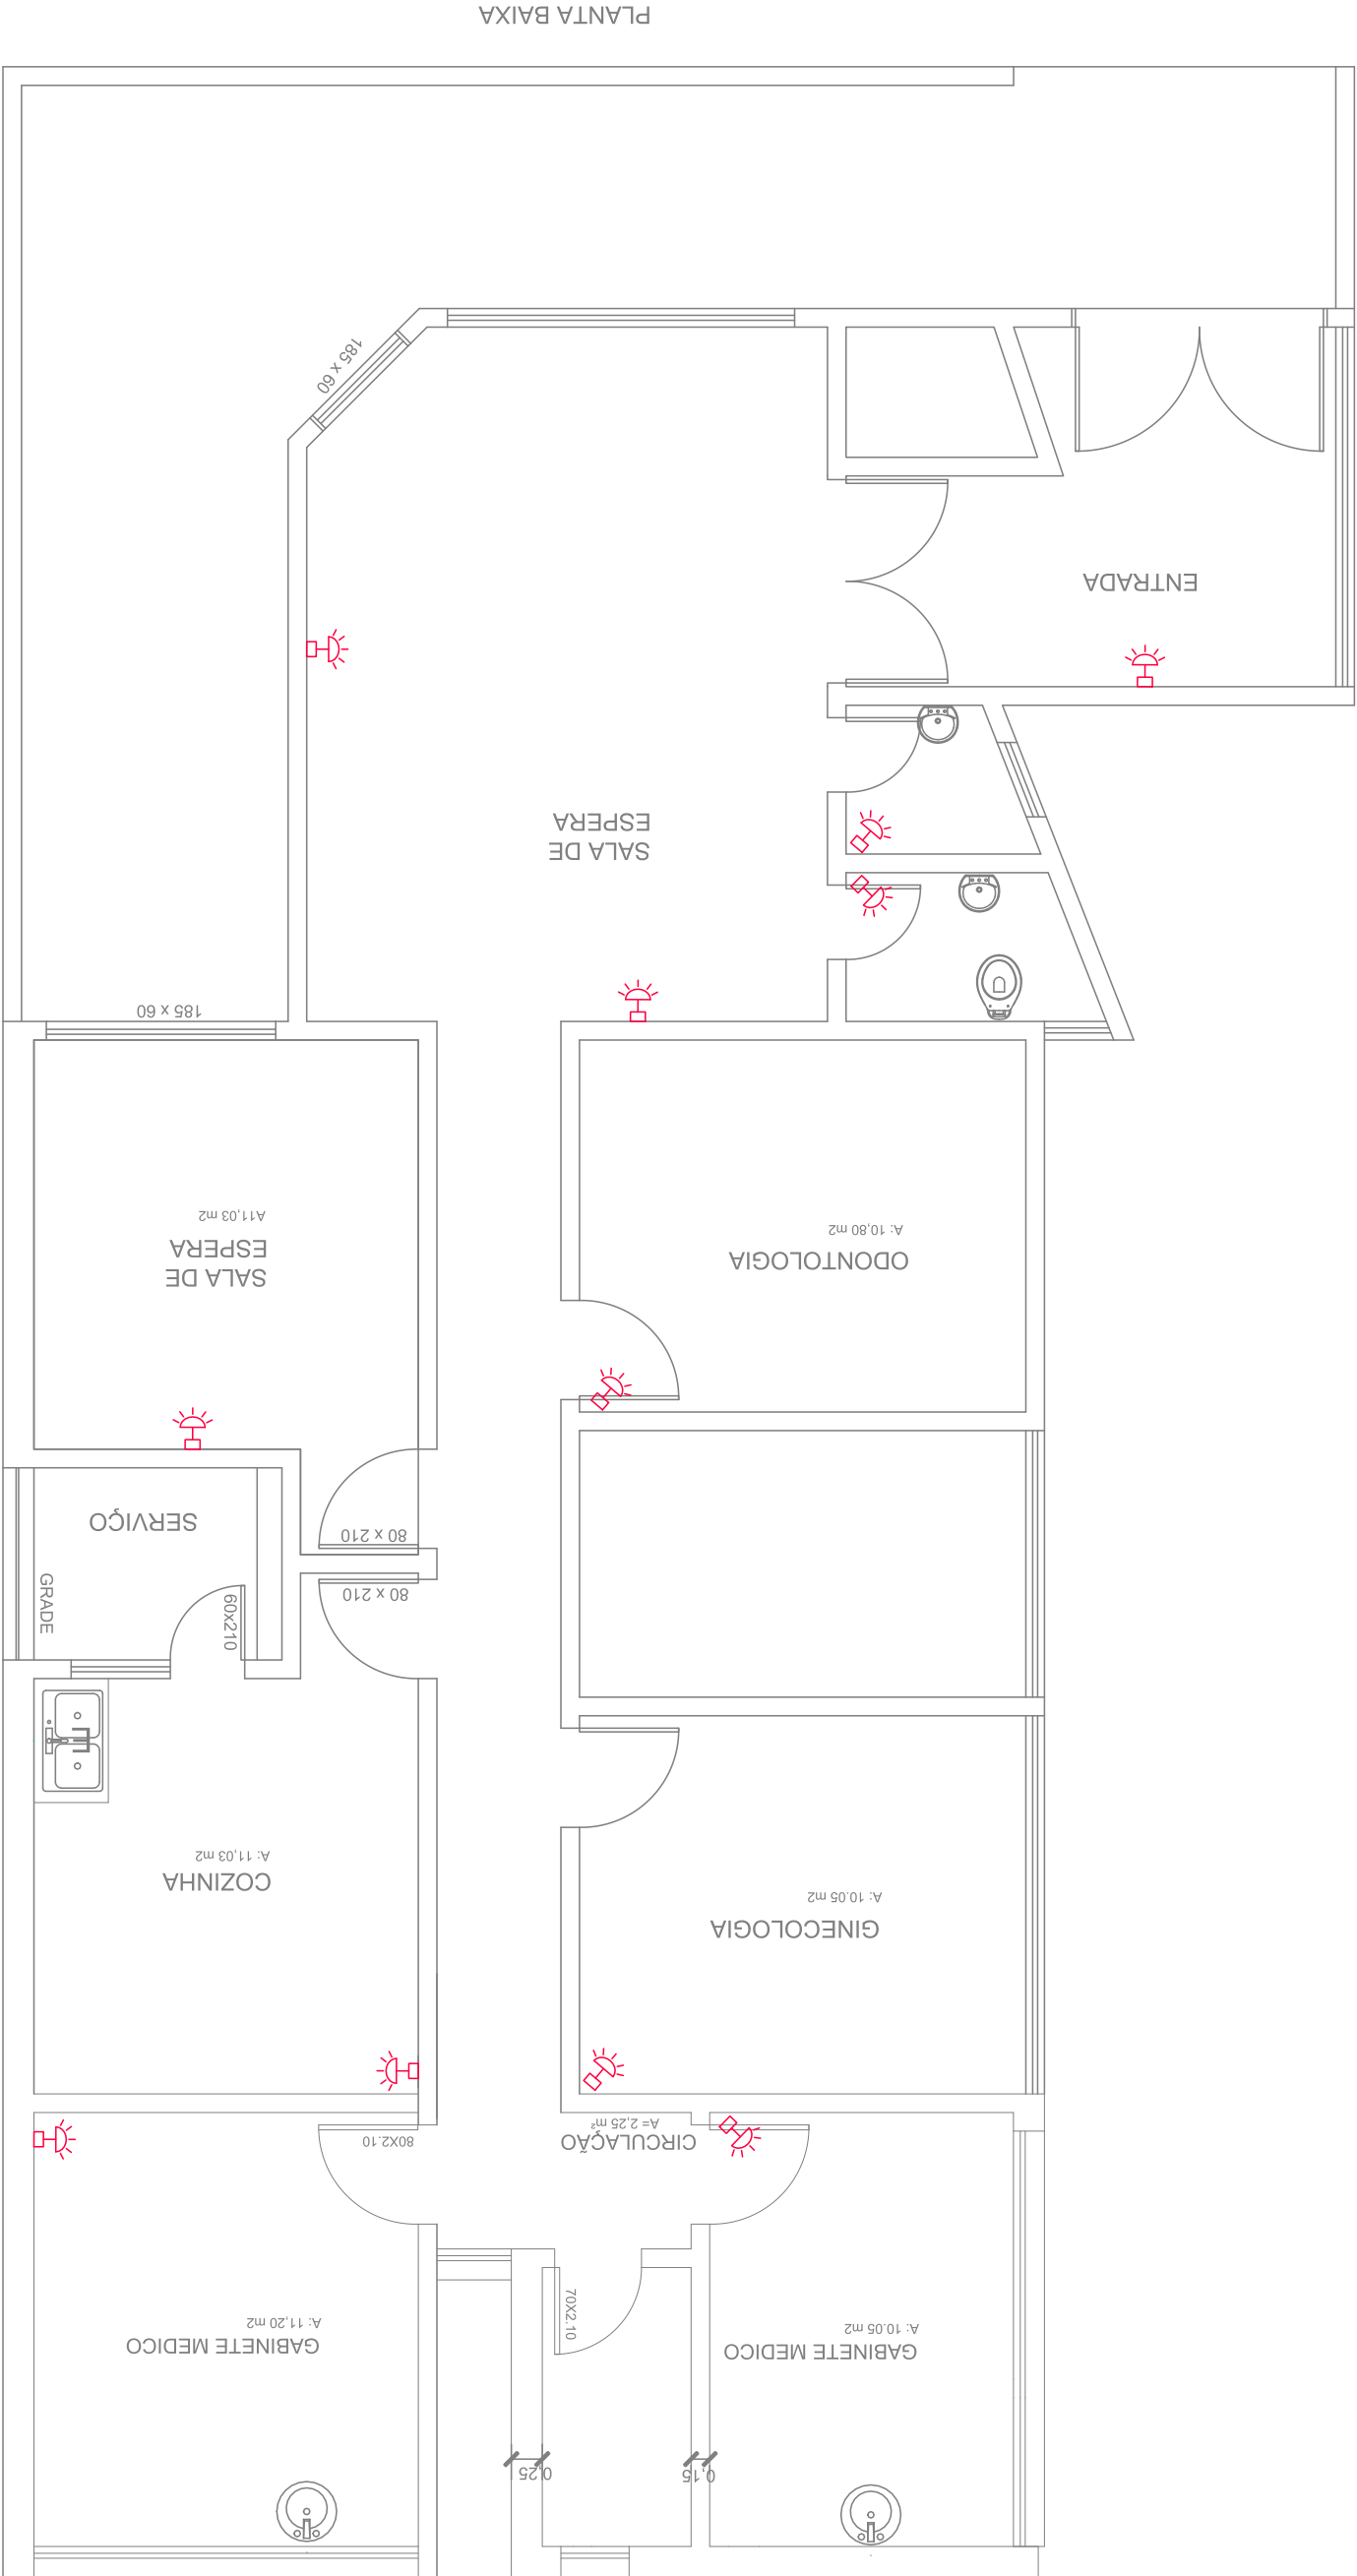 PLANTA BAIXA
185 x 60
ENTRADA
SALA DE
ESPERA
185 x 60
SALA DE
ESPERA
A11,03 m2
ODONTOLOGIA
A: 10,80 m2
SERVIÇO
GRADE
60x210
80 x 210
80 x 210
COZINHA
A: 11,03 m2
GINECOLOGIA
A: 10.05 m2
CIRCULAÇÃO
A= 2,25 m²
80X2.10
70X2.10
GABINETE MEDICO
A: 11,20 m2
GABINETE MEDICO
A: 10.05 m2
0,25
0,15